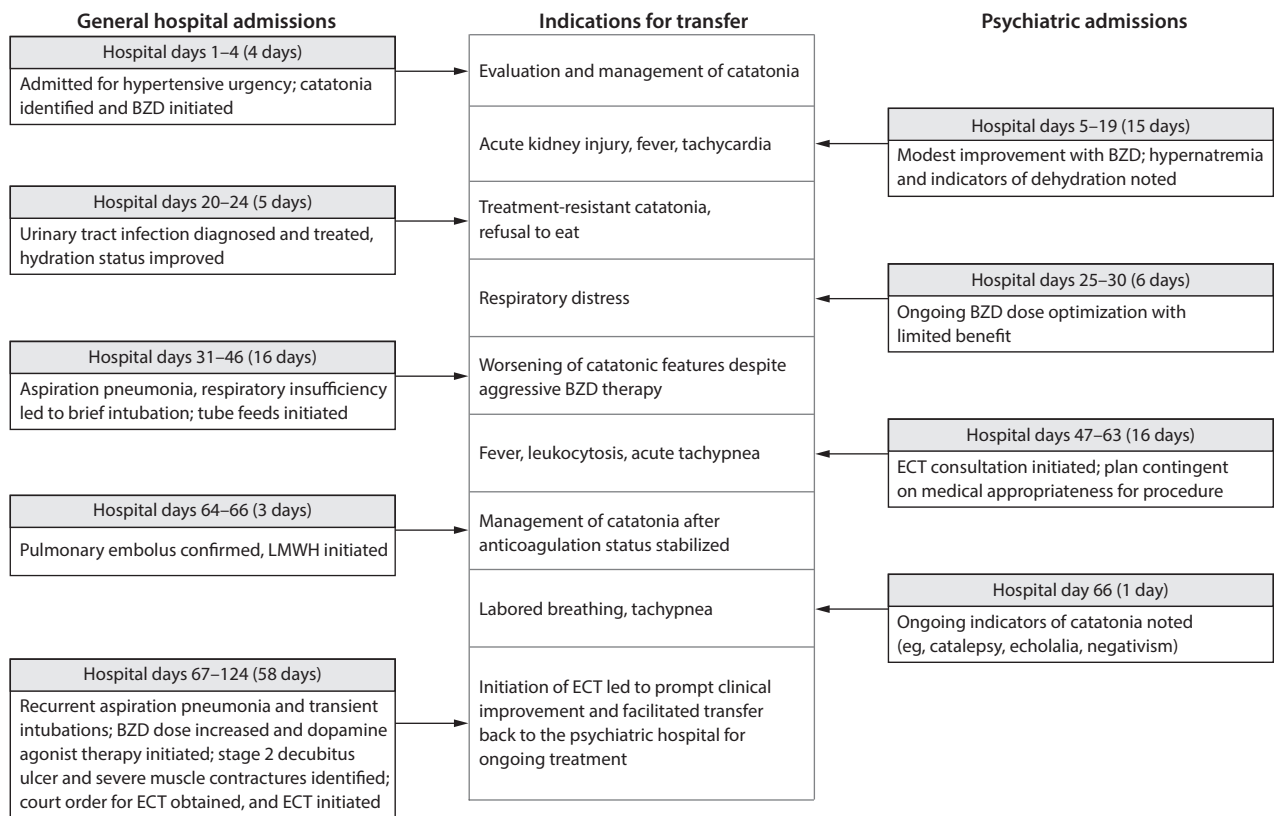 General hospital admissions
Indications for transfer
Psychiatric admissions
Hospital days 1–4 (4 days)
Admitted for hypertensive urgency; catatonia
identified and BZD initiated
Evaluation and management of catatonia
Hospital days 5–19 (15 days)
Modest improvement with BZD; hypernatremia
and indicators of dehydration noted
Acute kidney injury, fever, tachycardia
Hospital days 20–24 (5 days)
Urinary tract infection diagnosed and treated,
hydration status improved
Treatment-resistant catatonia,
refusal to eat
Hospital days 25–30 (6 days)
Ongoing BZD dose optimization with
limited benefit
Respiratory distress
Hospital days 31–46 (16 days)
Aspiration pneumonia, respiratory insufficiency
led to brief intubation; tube feeds initiated
Worsening of catatonic features despite
aggressive BZD therapy
Hospital days 47–63 (16 days)
ECT consultation initiated; plan contingent
on medical appropriateness for procedure
Fever, leukocytosis, acute tachypnea
Hospital days 64–66 (3 days)
Pulmonary embolus confirmed, LMWH initiated
Management of catatonia after
anticoagulation status stabilized
Hospital day 66 (1 day)
Ongoing indicators of catatonia noted
(eg, catalepsy, echolalia, negativism)
Labored breathing, tachypnea
Hospital days 67–124 (58 days)
Recurrent aspiration pneumonia and transient
intubations; BZD dose increased and dopamine
agonist therapy initiated; stage 2 decubitus
ulcer and severe muscle contractures identified;
court order for ECT obtained, and ECT initiated
Initiation of ECT led to prompt clinical
improvement and facilitated transfer
back to the psychiatric hospital for
ongoing treatment